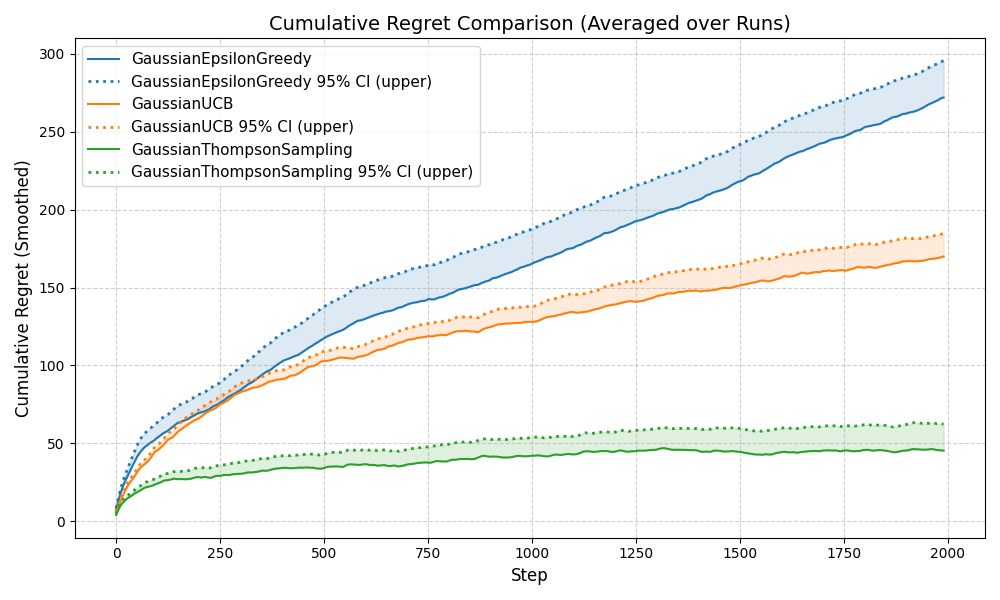 Cumulative Regret Comparison (Averaged over Runs)
GaussianEpsilonGreedy
GaussianEpsilonGreedy 95% CI (upper)
GaussianUCB
GaussianUCB 95% CI (upper)
GaussianThompsonSampling
GaussianThompsonSampling 95% CI (upper)
Cumulative Regret (Smoothed)
300
250
200
150
100
50
0
0 250 500 750 1000 1250 1500 1750 2000
Step